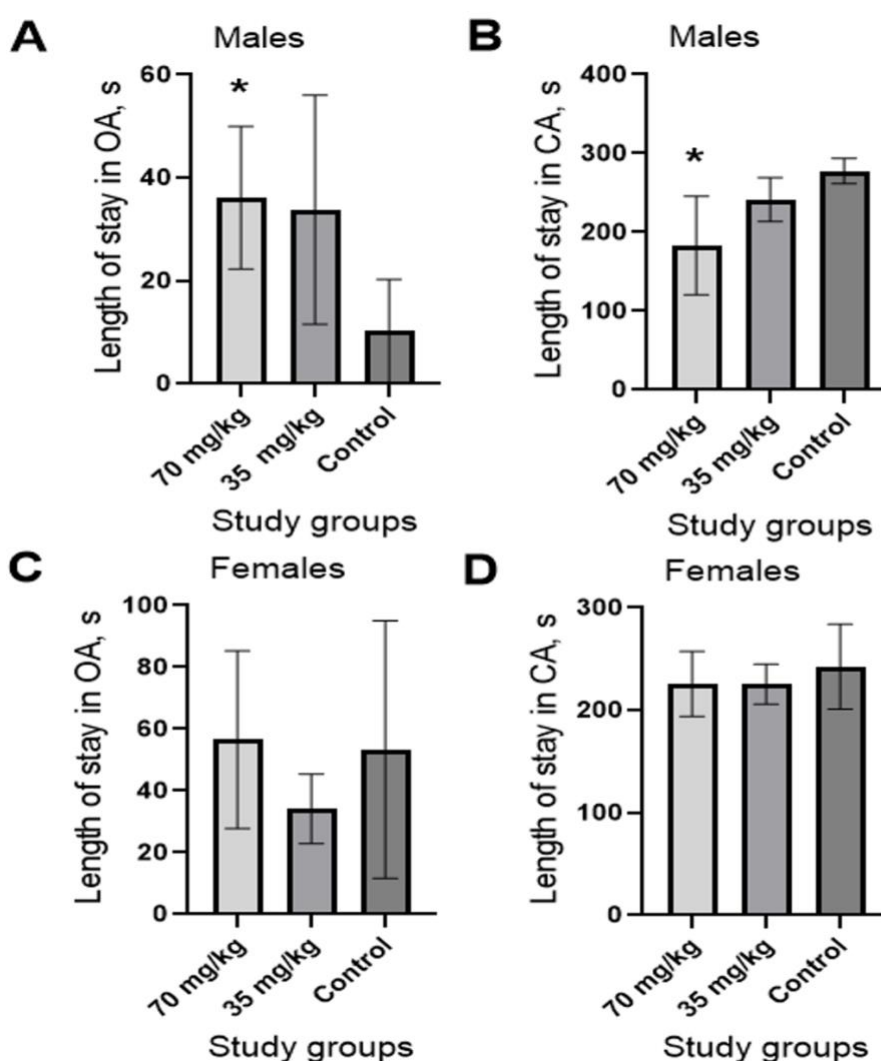 A
Males
Length of stay in OA, s
60
40
20
0
*
70 mg/kg
35 mg/kg
Control
Study groups
B
Males
Length of stay in CA, s
400
300
200
100
0
*
70 mg/kg
35 mg/kg
Control
Study groups
C
Females
Length of stay in OA, s
100
80
60
40
20
0
70 mg/kg
35 mg/kg
Control
Study groups
D
Females
Length of stay in CA, s
300
200
100
0
70 mg/kg
35 mg/kg
Control
Study groups